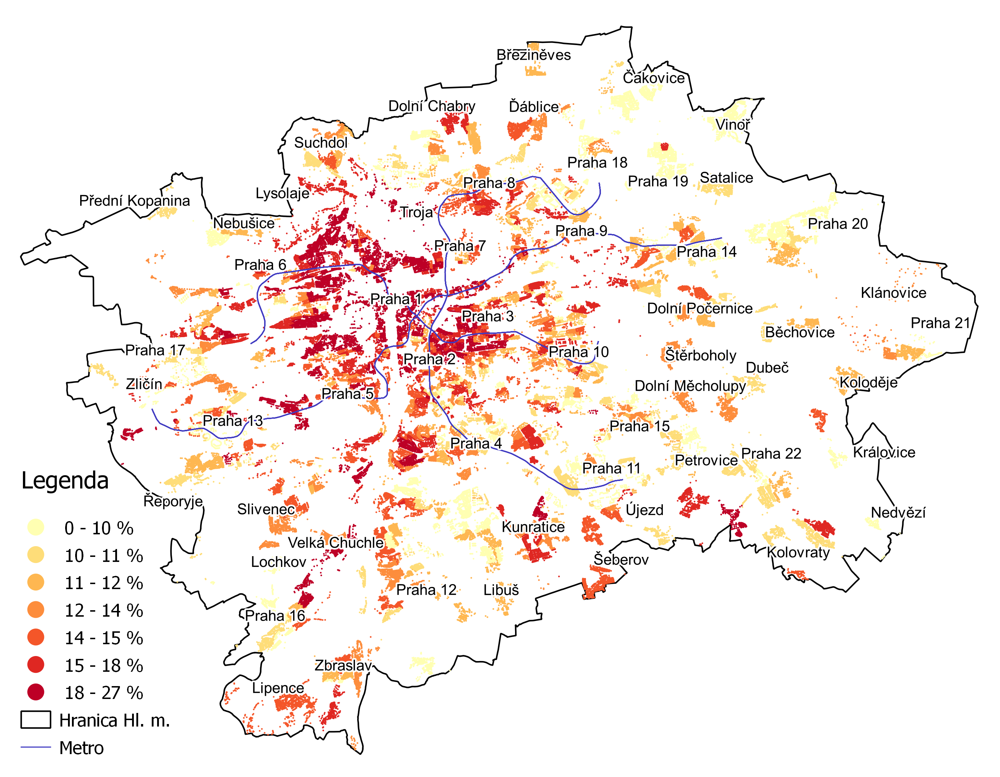 Březiněves
Čakovice
Dolní Chabry
Ďáblice
Vinoř
Suchdol
Praha 18
Praha 19
Satalice
Praha 8
Lysolaje
Přední Kopanina
Troja
Nebušice
Praha 20
Praha 9
Praha 7
Praha 14
Praha 6
Klánovice
Praha 1
Dolní Počernice
Praha 3
Praha 21
Běchovice
Praha 17
Praha 10
Štěrboholy
Praha 2
Dubeč
Zličín
Koloděje
Dolní Měcholupy
Praha 5
Praha 13
Praha 15
Praha 4
Královice
Praha 22
Petrovice
Praha 11
Řeporyje
Slivenec
Újezd
Nedvězí
Kunratice
Velká Chuchle
Kolovraty
Lochkov
Šeberov
Praha 12
Libuš
Praha 16
Zbraslav
Lipence
Legenda
0 - 10 %
10 - 11 %
11 - 12 %
12 - 14 %
14 - 15 %
15 - 18 %
18 - 27 %
Hranica Hl. m.
Metro